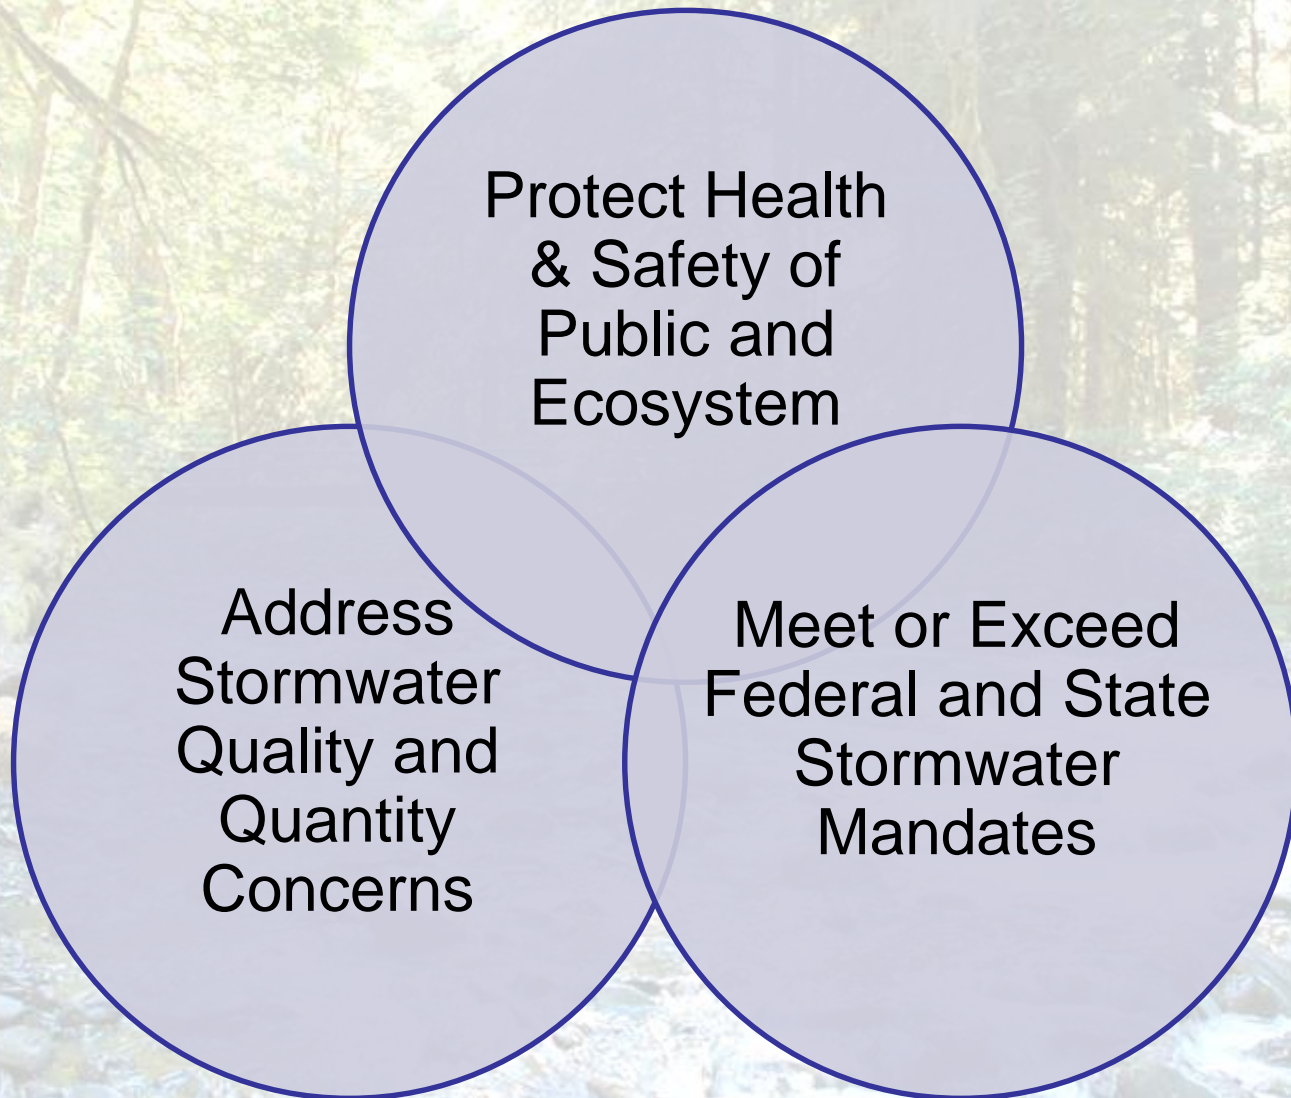 Protect Health
& Safety of
Public and
Ecosystem
Address
Stormwater
Quality and
Quantity
Concerns
Meet or Exceed
Federal and State
Stormwater
Mandates